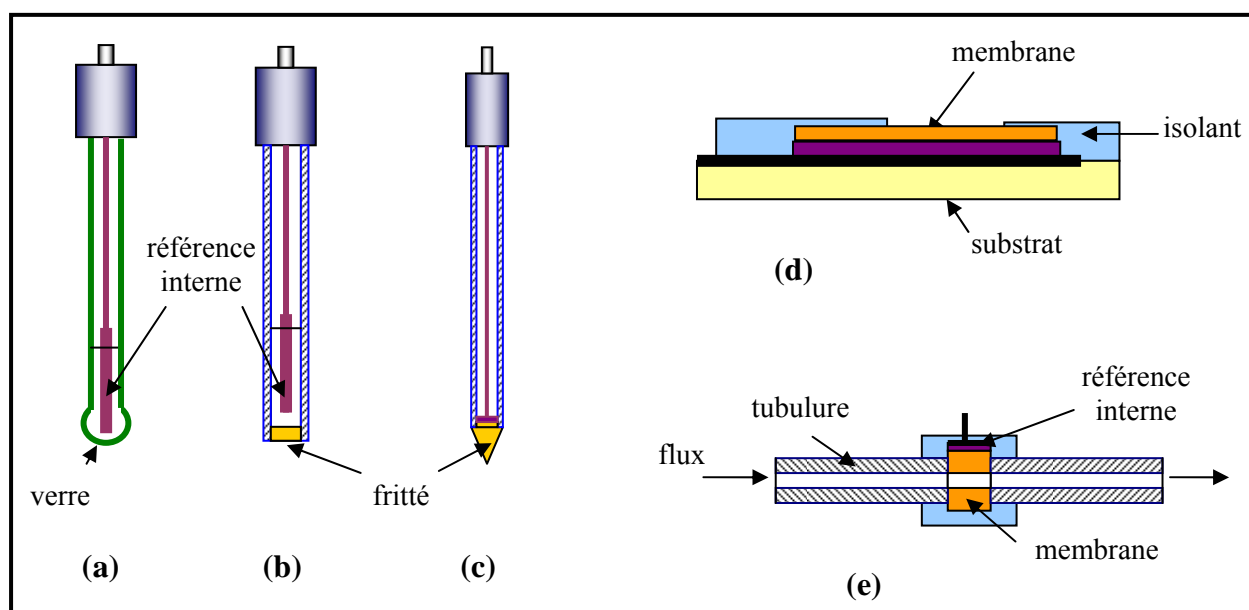 référence
interne
verre
fritté
(a)
(b)
(c)
membrane
isolant
substrat
(d)
référence
interne
tubulure
flux
membrane
(e)